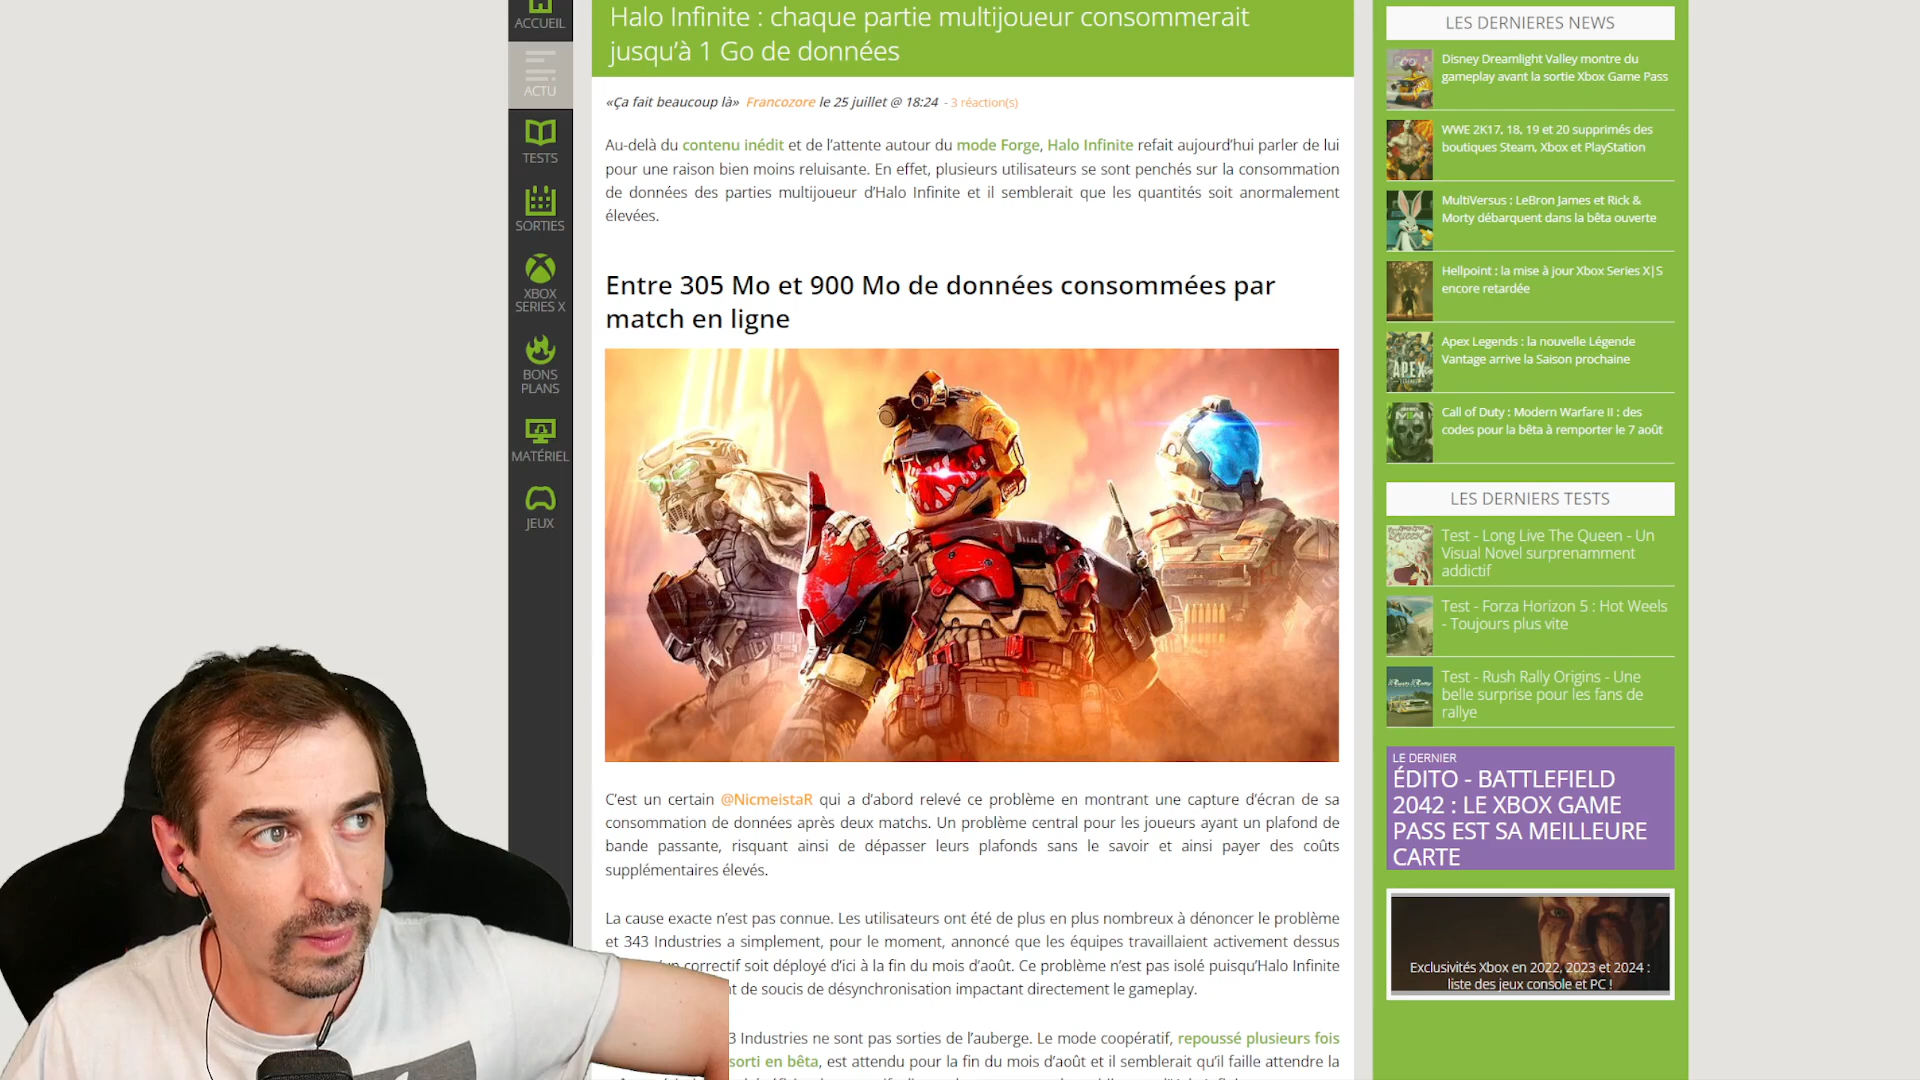 ACCUEIL
ACTU
TESTS
SORTIES
XBOX
SERIES X
BONS
PLANS
MATÉRIEL
JEUX
Halo Infinite : chaque partie multijoueur consommerait
jusqu'à 1 Go de données
«Ça fait beaucoup là» Francozore le 25 juillet @ 18:24 - 3 réaction(s)
Au-delà du contenu inédit et de l'attente autour du mode Forge, Halo Infinite refait aujourd'hui parler de lui
pour une raison bien moins reluisante. En effet, plusieurs utilisateurs se sont penchés sur la consommation
de données des parties multijoueur d'Halo Infinite et il semblerait que les quantités soit anormalement
élevées.
Entre 305 Mo et 900 Mo de données consommées par
match en ligne
C'est un certain @NicmeistaR qui a d'abord relevé ce problème en montrant une capture d'écran de sa
consommation de données après deux matchs. Un problème central pour les joueurs ayant un plafond de
bande passante, risquant ainsi de dépasser leurs plafonds sans le savoir et ainsi payer des coûts
supplémentaires élevés.
La cause exacte n'est pas connue. Les utilisateurs ont été de plus en plus nombreux à dénoncer le problème
et 343 Industries a simplement, pour le moment, annoncé que les équipes travaillaient activement dessus
correctif soit déployé d'ici à la fin du mois d'août. Ce problème n'est pas isolé puisqu'Halo Infinite
de soucis de désynchronisation impactant directement le gameplay.
3 Industries ne sont pas sorties de l'auberge. Le mode coopératif, repoussé plusieurs fois
sorti en bêta, est attendu pour la fin du mois d'août et il semblerait qu'il faille attendre la
LES DERNIERES NEWS
Disney Dreamlight Valley montre du
gameplay avant la sortie Xbox Game Pass
WWE 2K17, 18, 19 et 20 supprimés des
boutiques Steam, Xbox et PlayStation
MultiVersus : LeBron James et Rick &
Morty débarquent dans la bêta ouverte
Hellpoint : la mise à jour Xbox Series X|S
encore retardée
Apex Legends : la nouvelle Légende
Vantage arrive la Saison prochaine
APEX
Call of Duty : Modern Warfare II : des
codes pour la bêta à remporter le 7 août
LES DERNIERS TESTS
Test - Long Live The Queen - Un
Visual Novel surprenamment
addictif
Test - Forza Horizon 5 : Hot Weels
- Toujours plus vite
Test - Rush Rally Origins - Une
belle surprise pour les fans de
rallye
LE DERNIER
ÉDITO - BATTLEFIELD
2042 : LE XBOX GAME
PASS EST SA MEILLEURE
CARTE
Exclusivités Xbox en 2022, 2023 et 2024 :
liste des jeux console et PC !